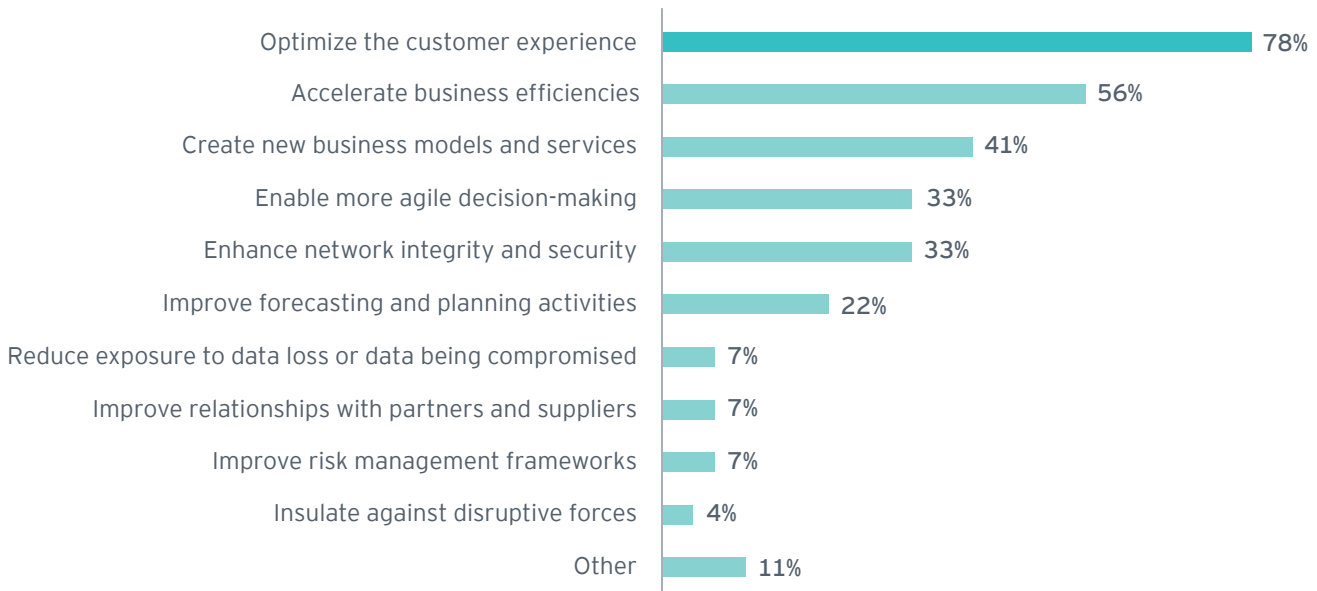 Optimize the customer experience 78%
Accelerate business efficiencies 56%
Create new business models and services 41%
Enable more agile decision-making 33%
Enhance network integrity and security 33%
Improve forecasting and planning activities 22%
Reduce exposure to data loss or data being compromised 7%
Improve relationships with partners and suppliers 7%
Improve risk management frameworks 7%
Insulate against disruptive forces 4%
Other 11%